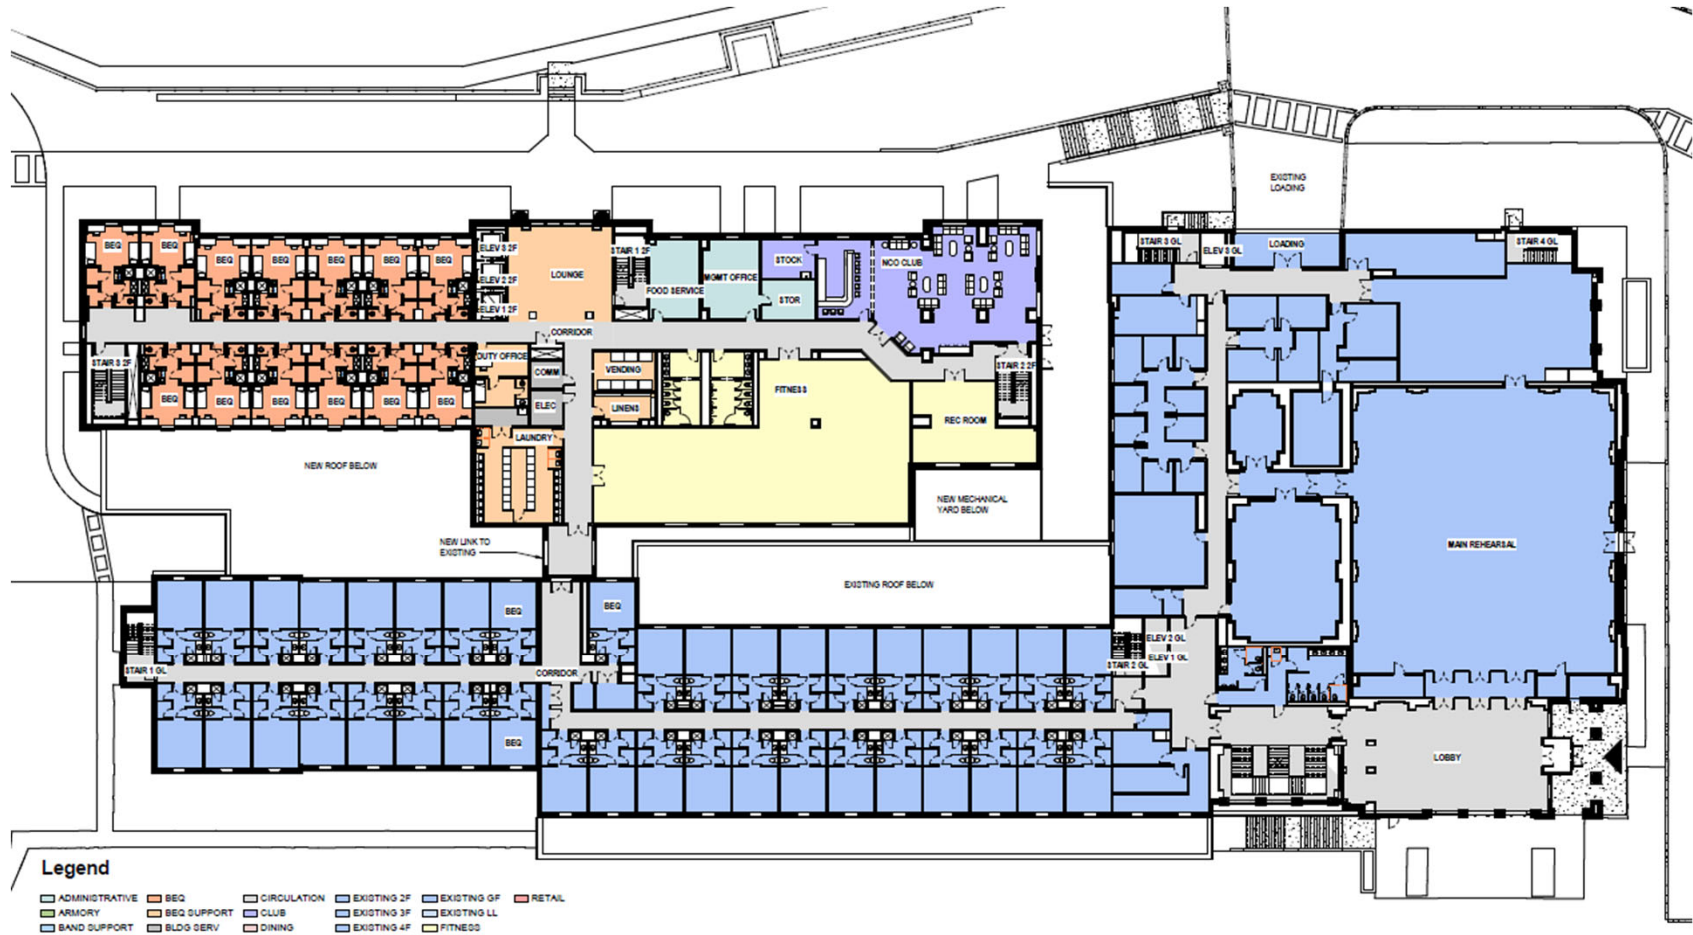 EXISTING
LOADING
BEQ
BEQ
BEQ
BEQ
BEQ
BEQ
BEQ
ELEV 3 2F
ELEV 2 2F
ELEV 1 2F
LOUNGE
STAIR 1 2F
FOOD SERVICE
MGMT OFFICE
STOCK
STOR
NCO CLUB
STAIR 3 GL
ELEV 3 GL
LOADING
STAIR 4 GL
CORRIDOR
STAIR 3 2F
BEQ
BEQ
BEQ
BEQ
BEQ
BEQ
DUTY OFFICE
COMM
ELEC
VENDING
LINENS
LAUNDRY
FITNESS
STAIR 2 2F
REC ROOM
NEW ROOF BELOW
NEW MECHANICAL
YARD BELOW
NEW LINK TO
EXISTING
EXISTING ROOF BELOW
MAIN REHEARSAL
BEQ
BEQ
STAIR 1 GL
CORRIDOR
BEQ
ELEV 2 GL
ELEV 1 GL
STAIR 2 GL
LOBBY
Legend
ADMINISTRATIVE BEQ CIRCULATION EXISTING 2F EXISTING GF RETAIL
ARMORY BEQ SUPPORT CLUB EXISTING 3F EXISTING LL
BAND SUPPORT BLDG SERV DINING EXISTING 4F FITNESS